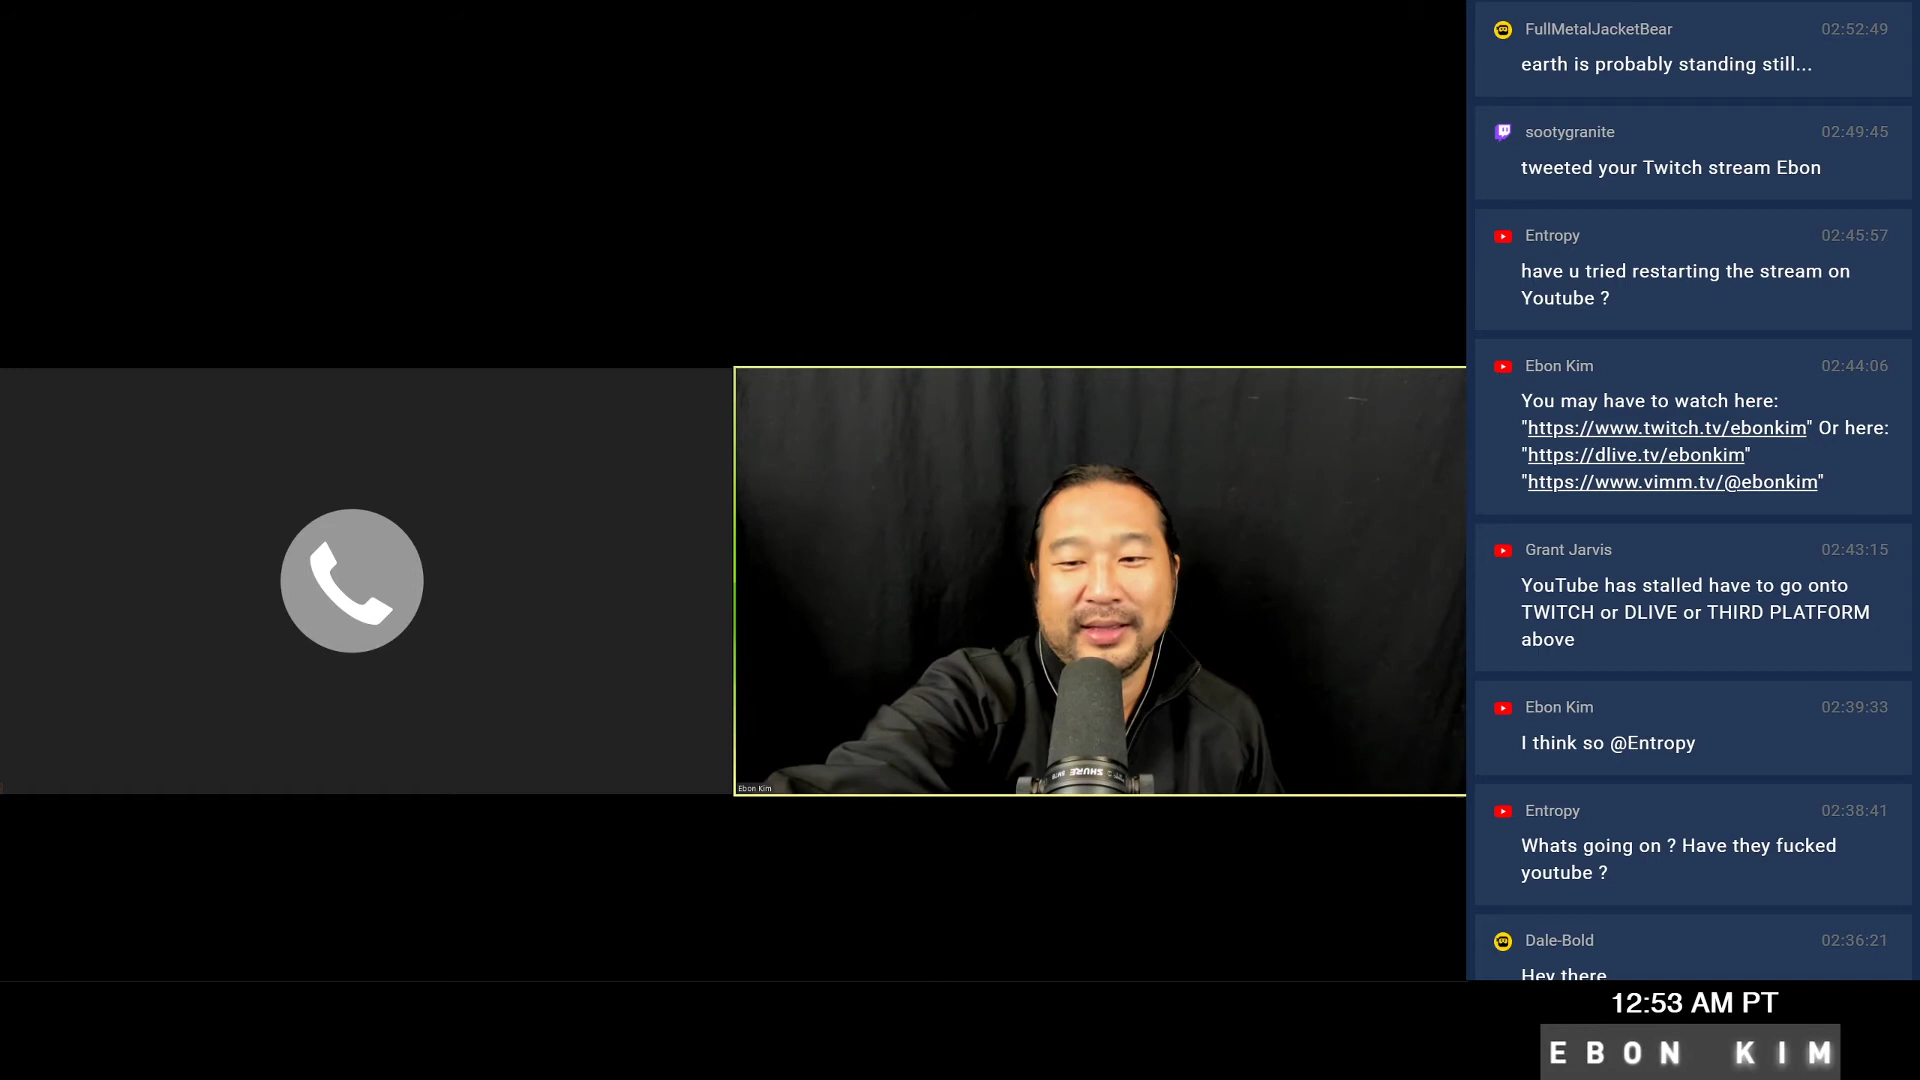 FullMetalJacketBear 02:52:49
earth is probably standing still...
sootygranite 02:49:45
tweeted your Twitch stream Ebon
Entropy 02:45:57
have u tried restarting the stream on
Youtube ?
Ebon Kim 02:44:06
You may have to watch here:
"https://www.twitch.tv/ebonkim" Or here:
"https://dlive.tv/ebonkim"
"https://www.vimm.tv/@ebonkim"
Grant Jarvis 02:43:15
YouTube has stalled have to go onto
TWITCH or DLIVE or THIRD PLATFORM
above
Ebon Kim 02:39:33
I think so @Entropy
Entropy 02:38:41
Whats going on ? Have they fucked
youtube ?
Dale-Bold 02:36:21
Hey there
Ebon Kim
SHURE
12:53 AM PT
EBON KIM